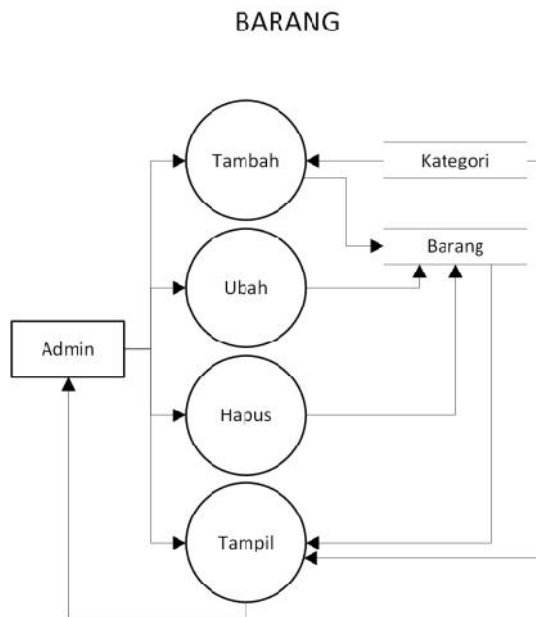 BARANG
Tambah
Kategori
Barang
Ubah
Admin
Hapus
Tampil